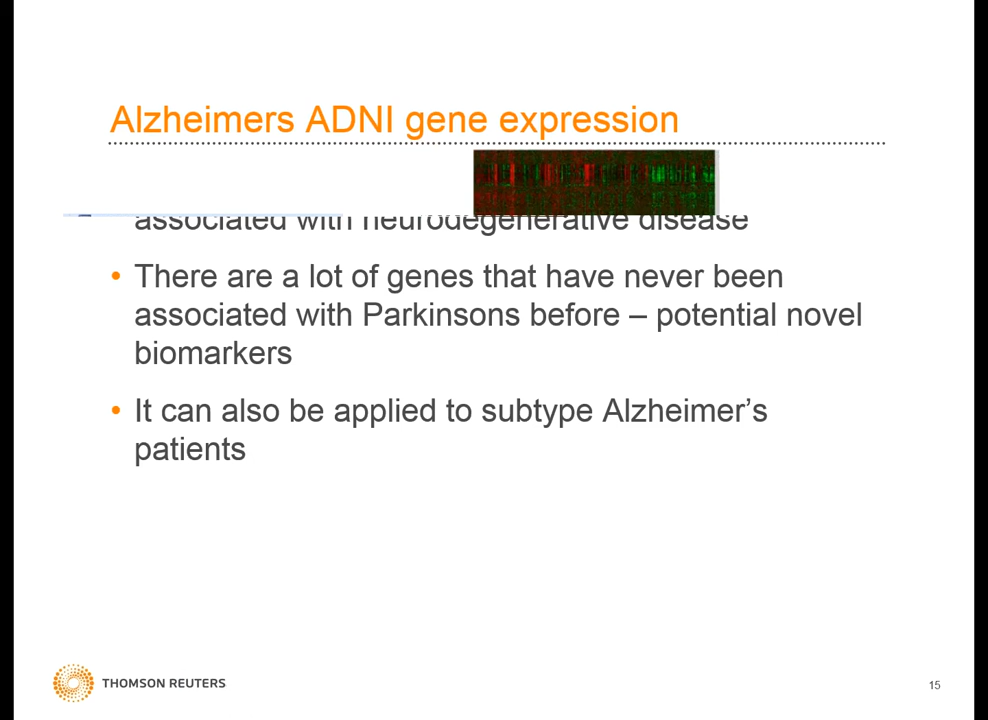 Alzheimers ADNI gene expression
associated with neurodegenerative disease
• There are a lot of genes that have never been
associated with Parkinsons before – potential novel
biomarkers
• It can also be applied to subtype Alzheimer’s
patients
THOMSON REUTERS
15